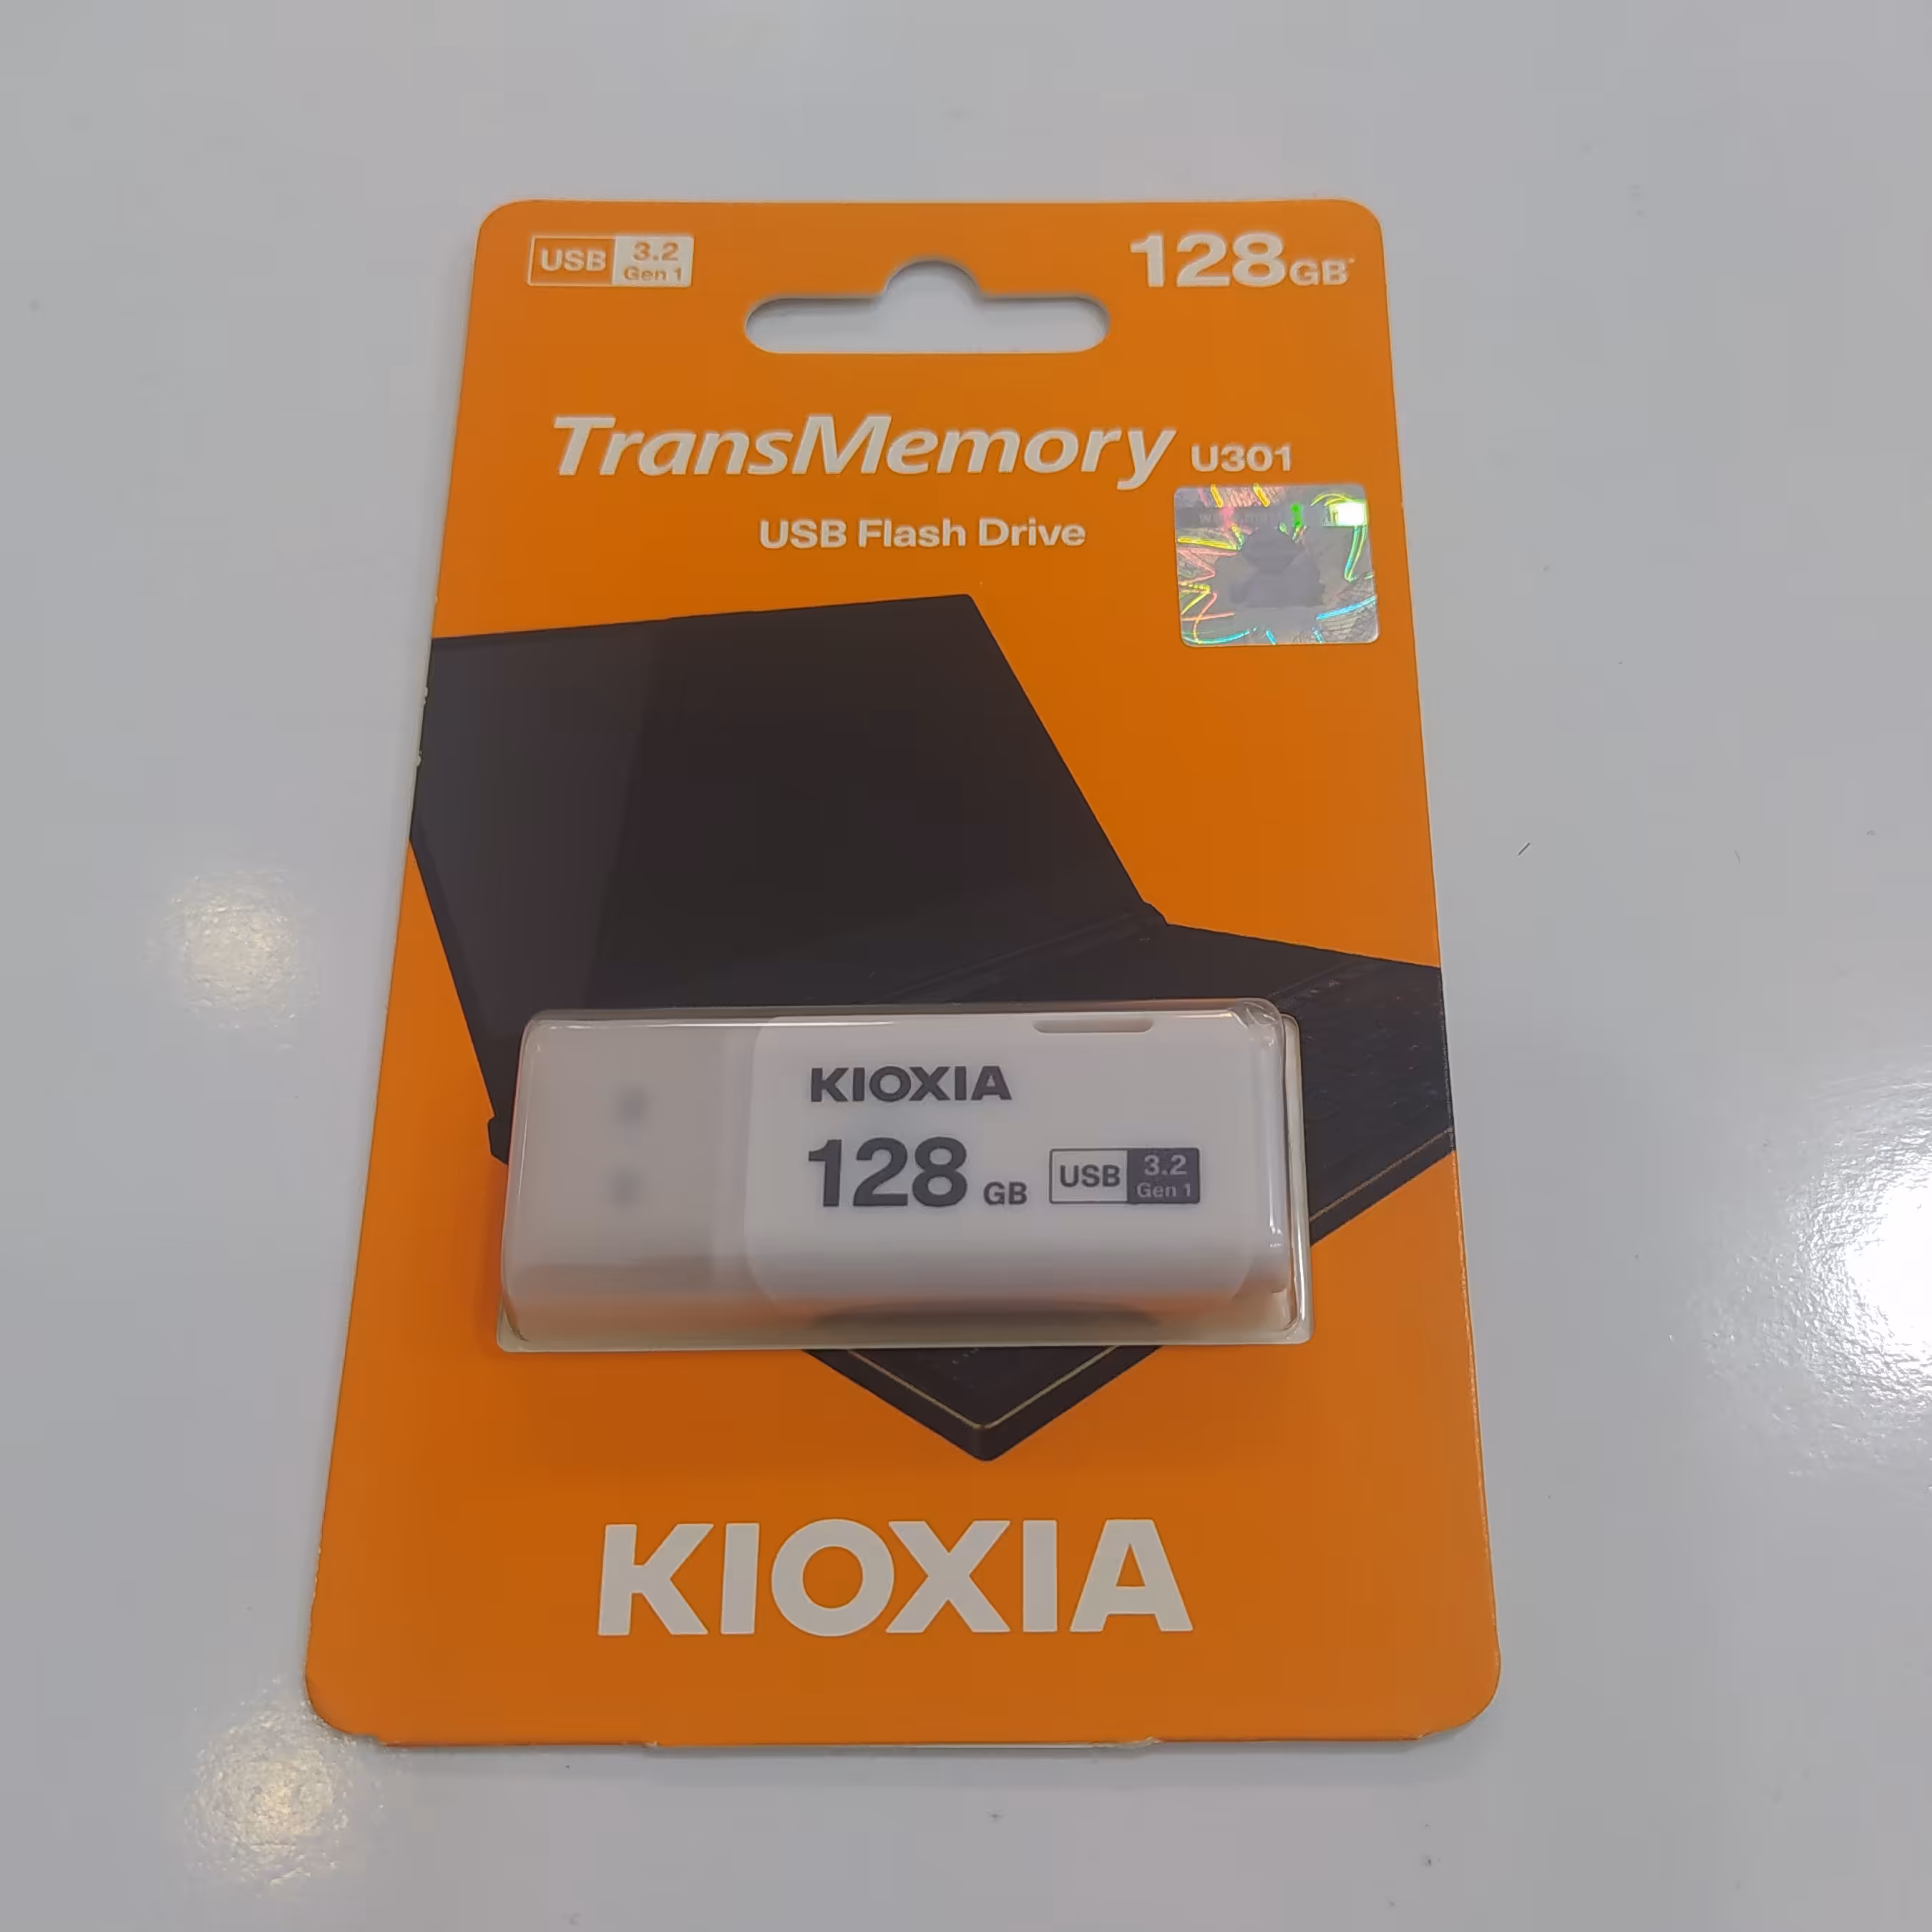 USB 3.2 Gen 1
128GB*
TransMemory U301
USB Flash Drive
KIOXIA
128 GB USB 3.2 Gen 1
KIOXIA